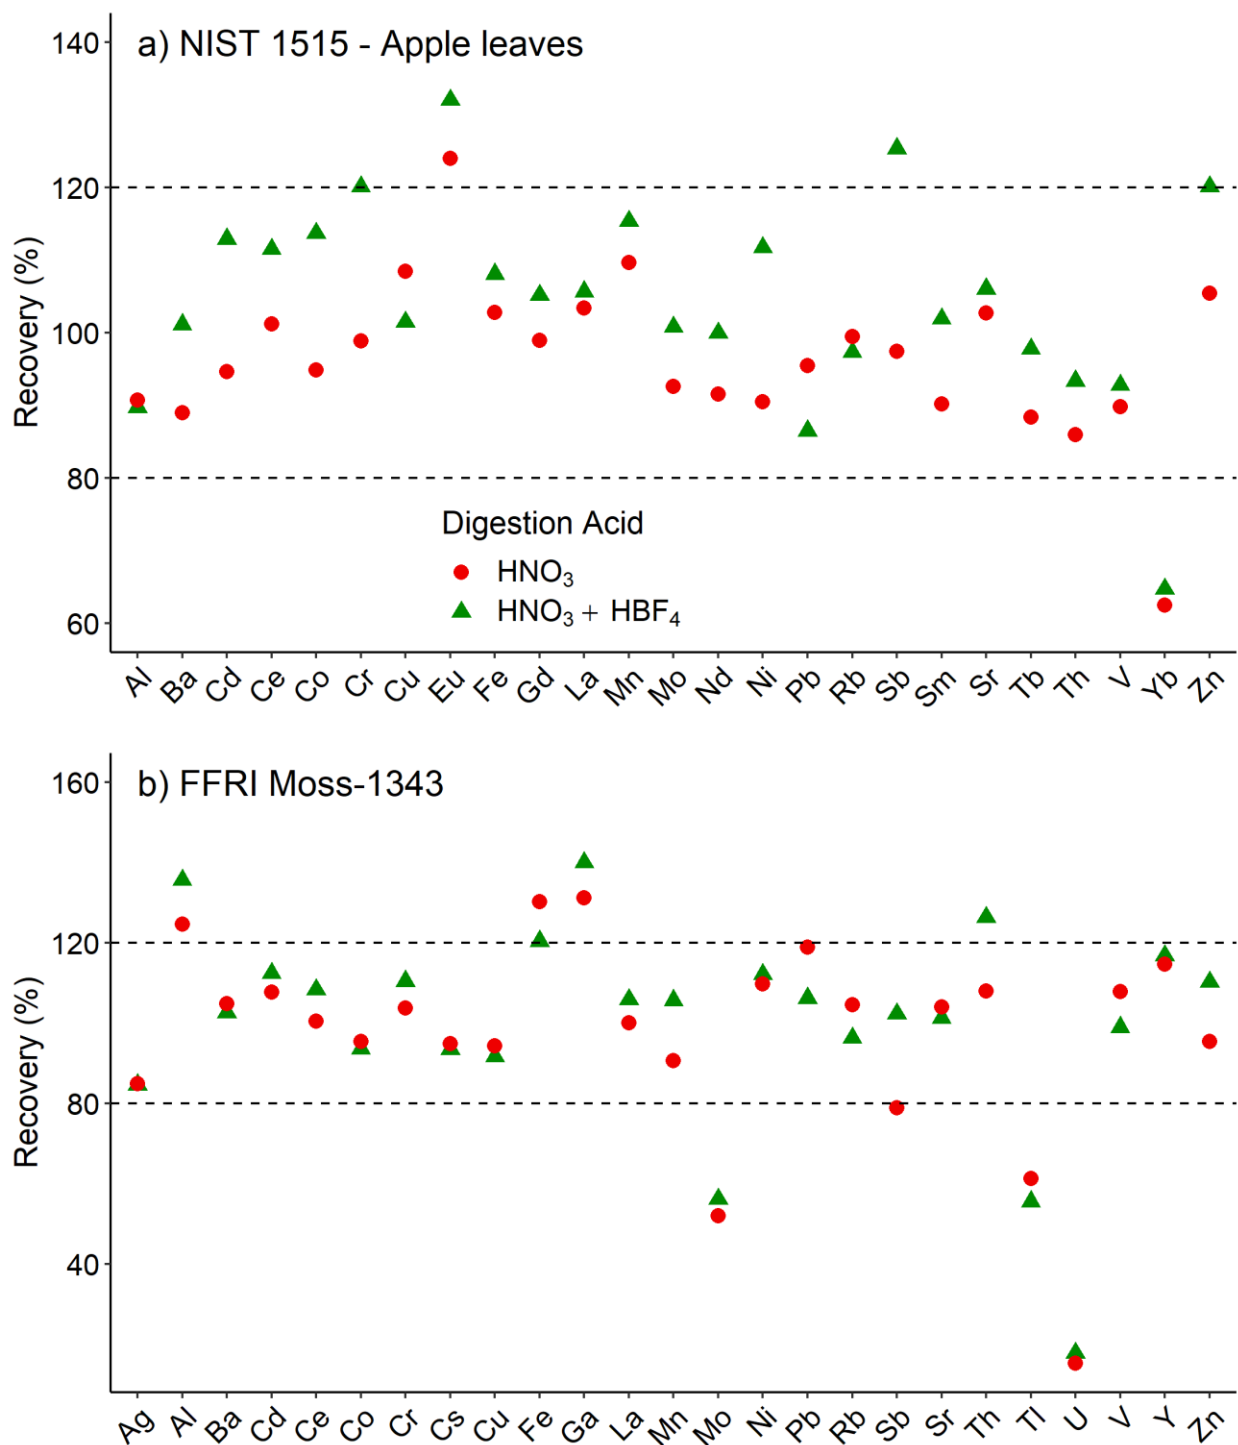 a) NIST 1515 - Apple leaves
140
120
100
80
60
Recovery (%)
Digestion Acid
HNO₃
HNO₃ + HBF₄
Al Ba Cd Ce Co Cr Cu Eu Fe Gd La Mn Mo Nd Ni Pb Rb Sb Sm Sr Tb Th V Yb Zn
b) FFRI Moss-1343
160
120
80
40
Recovery (%)
Ag Al Ba Cd Ce Co Cr Cs Cu Fe Ga La Mn Mo Ni Pb Rb Sb Sr Th Tl U V Y Zn